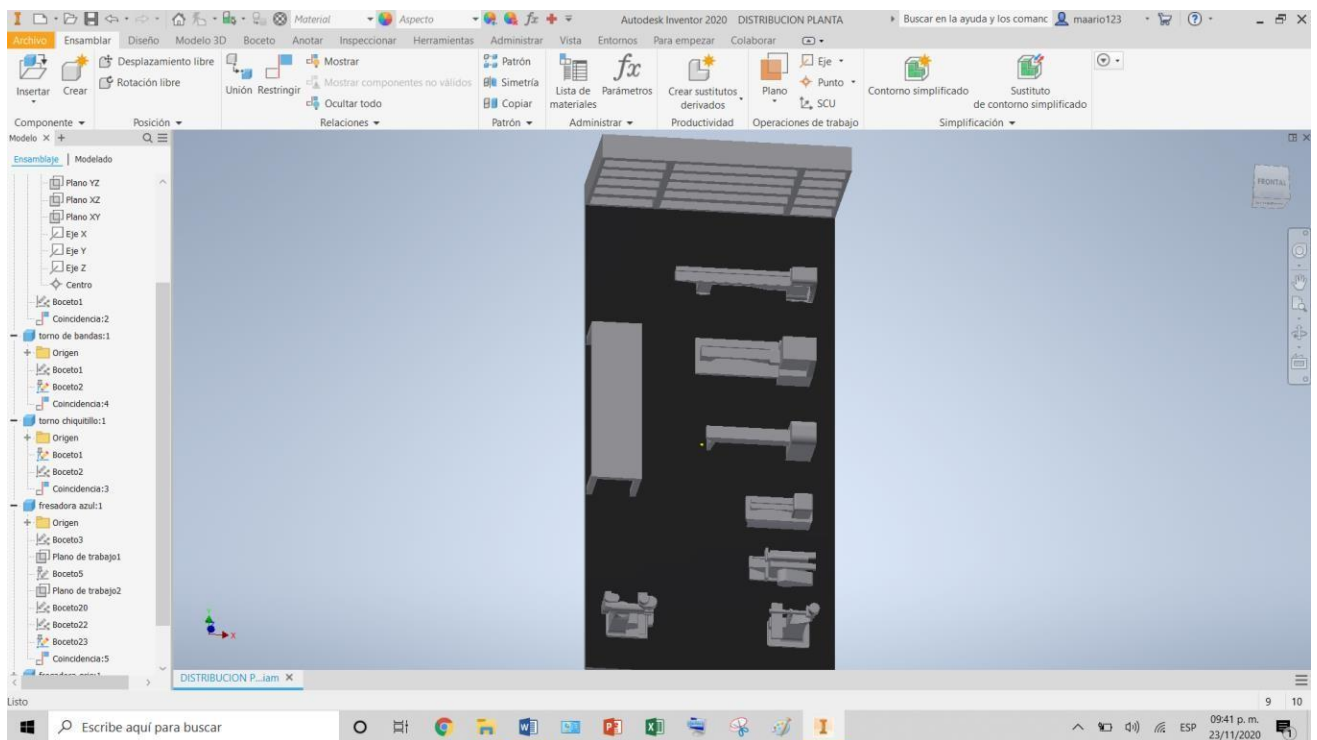 Material
Aspecto
fx
Autodesk Inventor 2020 DISTRIBUCION PLANTA
Buscar en la ayuda y los comanc
maario123
Archivo Ensamblar Diseño Modelo 3D Boceto Anotar Inspeccionar Herramientas Administrar Vista Entornos Para empezar Colaborar
Insertar
Crear
Desplazamiento libre
Rotación libre
Unión
Restringir
Mostrar
Mostrar componentes no válidos
Ocultar todo
Patrón
Simetría
Copiar
Lista de
materiales
fx
Parámetros
Crear sustitutos
derivados
Plano
Eje
Punto
SCU
Contorno simplificado
Sustituto
de contorno simplificado
Componente
Posición
Relaciones
Patrón
Administrar
Productividad
Operaciones de trabajo
Simplificación
Modelo
Ensamblaje | Modelado
Plano YZ
Plano XZ
Plano XY
Eje X
Eje Y
Eje Z
Centro
Boceto1
Coincidencia:2
torno de bandas:1
Origen
Boceto1
Boceto2
Coincidencia:4
torno chiquitillo:1
Origen
Boceto1
Boceto2
Coincidencia:3
fresadora azul:1
Origen
Boceto3
Plano de trabajo1
Boceto5
Plano de trabajo2
Boceto20
Boceto22
Boceto23
Coincidencia:5
FRONTAL
X
DISTRIBUCION P...iam
Listo
9 10
Escribe aquí para buscar
ESP
09:41 p. m.
23/11/2020